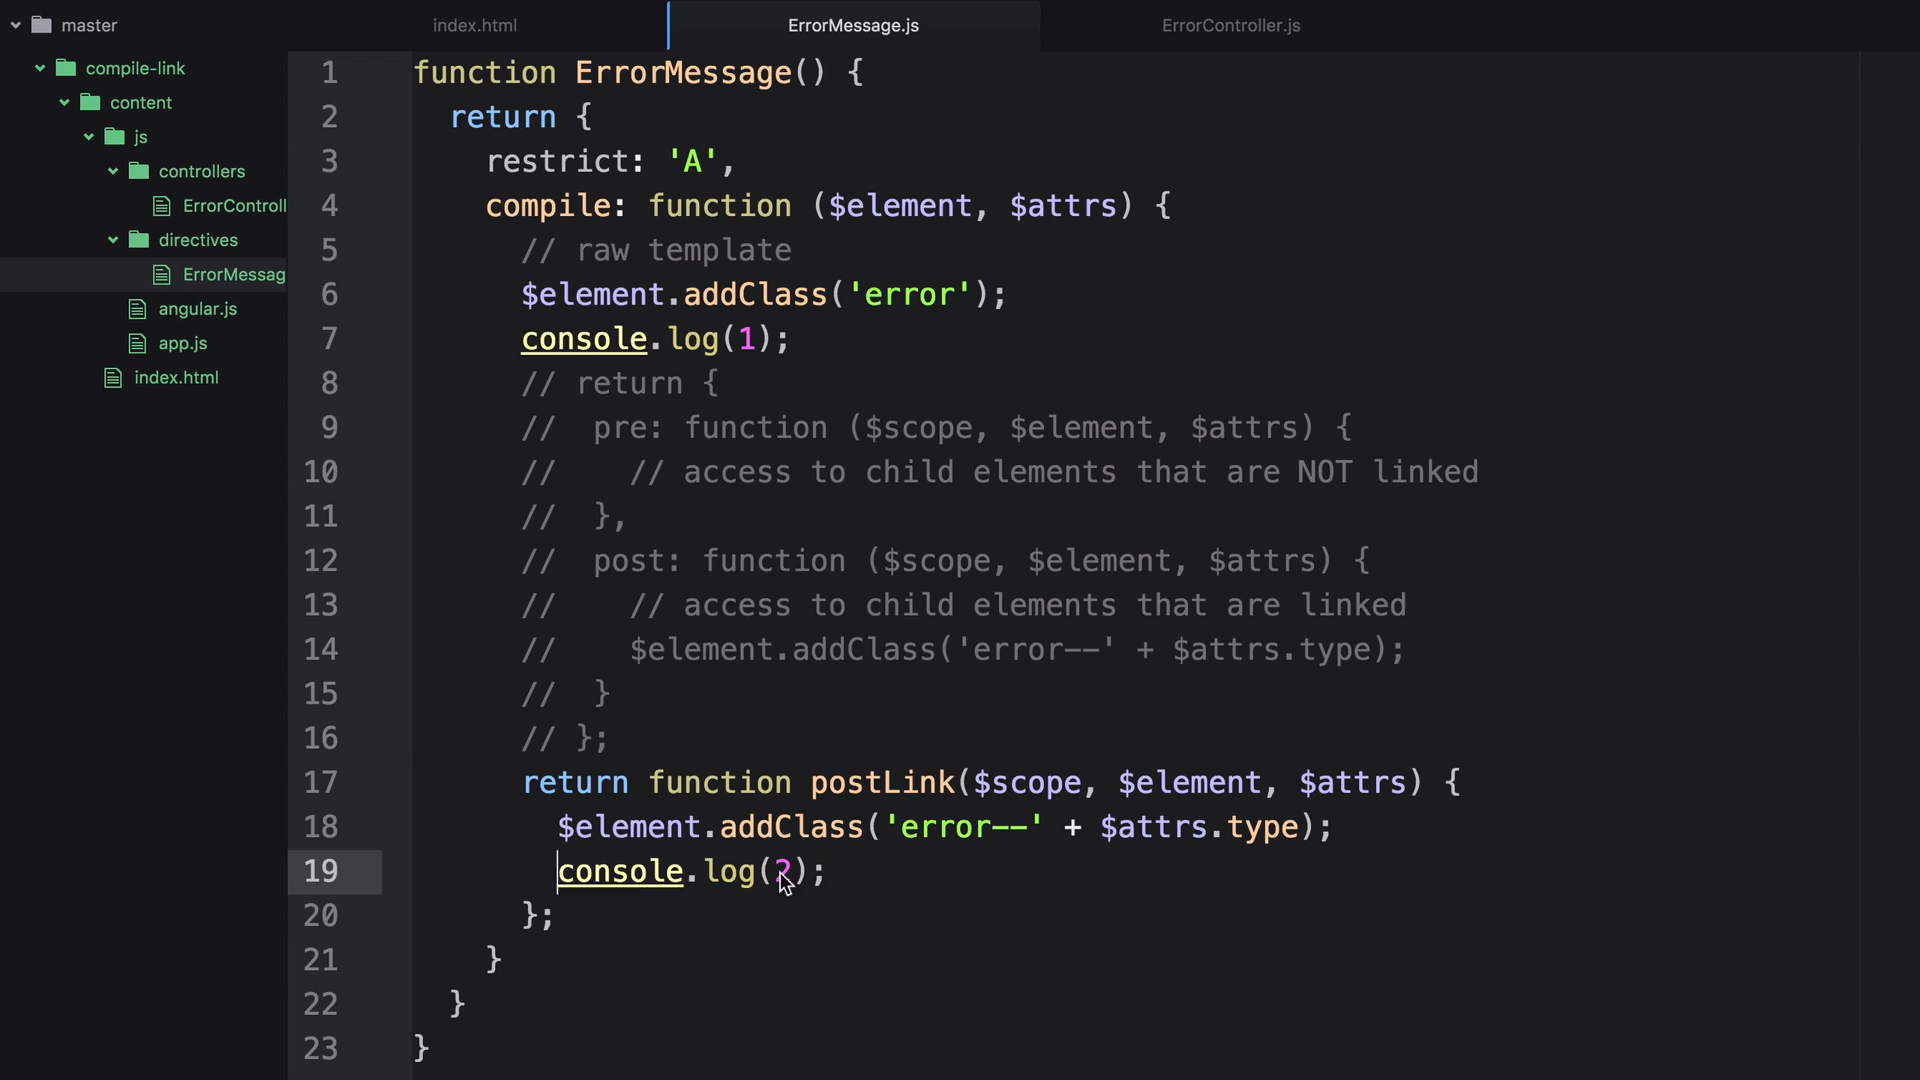 master
index.html
ErrorMessage.js
ErrorController.js
compile-link
content
js
controllers
ErrorControll
directives
ErrorMessag
angular.js
app.js
index.html
1 function ErrorMessage() {
2 return {
3 restrict: 'A',
4 compile: function ($element, $attrs) {
5 // raw template
6 $element.addClass('error');
7 console.log(1);
8 // return {
9 // pre: function ($scope, $element, $attrs) {
10 // // access to child elements that are NOT linked
11 // },
12 // post: function ($scope, $element, $attrs) {
13 // // access to child elements that are linked
14 // $element.addClass('error--' + $attrs.type);
15 // }
16 // };
17 return function postLink($scope, $element, $attrs) {
18 $element.addClass('error--' + $attrs.type);
19 console.log(2);
20 };
21 }
22 }
23 }